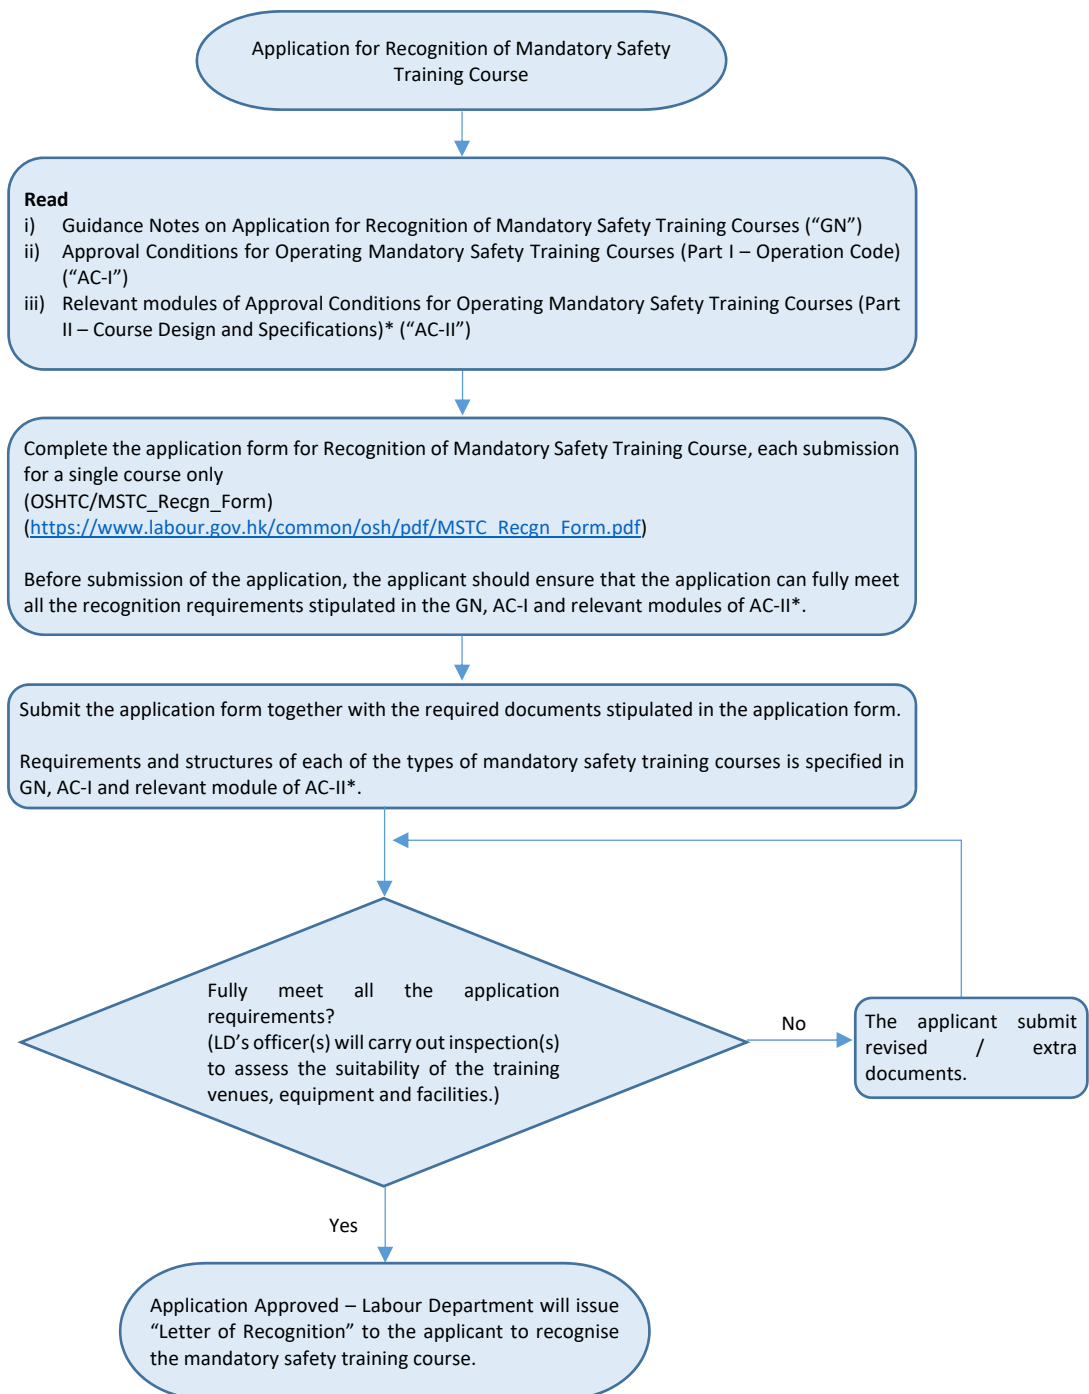 Application for Recognition of Mandatory Safety
Training Course
Read
i) Guidance Notes on Application for Recognition of Mandatory Safety Training Courses (“GN”)
ii) Approval Conditions for Operating Mandatory Safety Training Courses (Part I – Operation Code)
(“AC-I”)
iii) Relevant modules of Approval Conditions for Operating Mandatory Safety Training Courses (Part
II – Course Design and Specifications)* (“AC-II”)
Complete the application form for Recognition of Mandatory Safety Training Course, each submission
for a single course only
(OSHTC/MSTC_Recgn_Form)
(https://www.labour.gov.hk/common/osh/pdf/MSTC_Recgn_Form.pdf)
Before submission of the application, the applicant should ensure that the application can fully meet
all the recognition requirements stipulated in the GN, AC-I and relevant modules of AC-II*.
Submit the application form together with the required documents stipulated in the application form.
Requirements and structures of each of the types of mandatory safety training courses is specified in
GN, AC-I and relevant module of AC-II*.
Fully meet all the application
requirements?
(LD’s officer(s) will carry out inspection(s)
to assess the suitability of the training
venues, equipment and facilities.)
No
The applicant submit
revised / extra
documents.
Yes
Application Approved – Labour Department will issue
“Letter of Recognition” to the applicant to recognise
the mandatory safety training course.